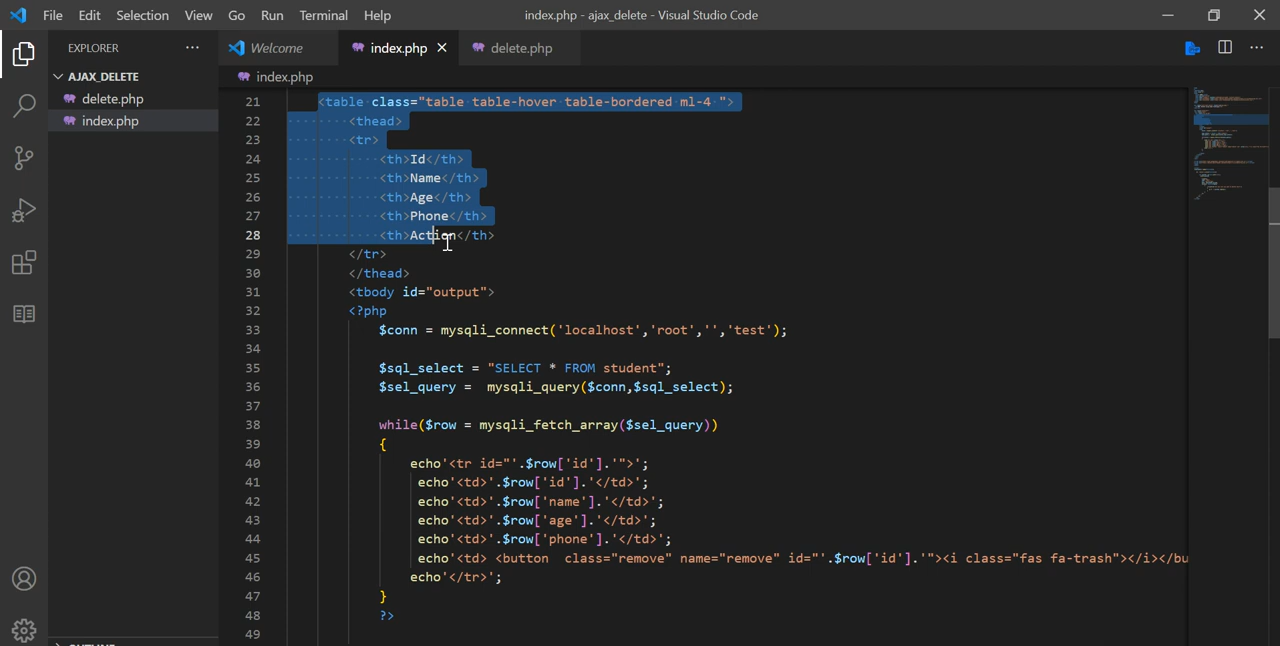 File Edit Selection View Go Run Terminal Help index.php - ajax_delete - Visual Studio Code
EXPLORER ··· Welcome index.php delete.php
AJAX_DELETE index.php
delete.php
index.php
21 <table class="table table-hover table-bordered ml-4 ">
22 <thead>
23 <tr>
24 <th>Id</th>
25 <th>Name</th>
26 <th>Age</th>
27 <th>Phone</th>
28 <th>Action</th>
29 </tr>
30 </thead>
31 <tbody id="output">
32 <?php
33 $conn = mysqli_connect('localhost','root','','test');
34
35 $sql_select = "SELECT * FROM student";
36 $sel_query =  mysqli_query($conn,$sql_select);
37
38 while($row = mysqli_fetch_array($sel_query))
39 {
40 echo'<tr id="'.$row['id'].'">';
41 echo'<td>'.$row['id'].'</td>';
42 echo'<td>'.$row['name'].'</td>';
43 echo'<td>'.$row['age'].'</td>';
44 echo'<td>'.$row['phone'].'</td>';
45 echo'<td> <button  class="remove" name="remove" id="'.$row['id'].'"><i class="fas fa-trash"></i></bu
46 echo'</tr>';
47 }
48 ?>
49